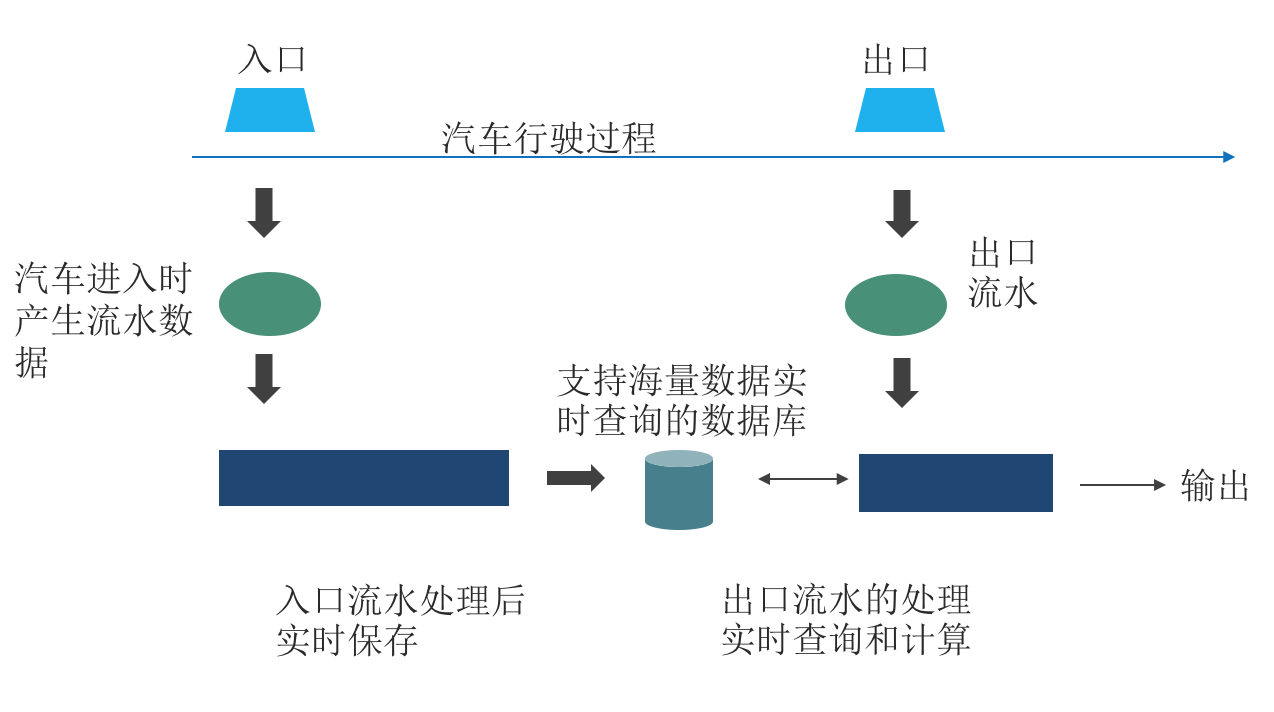 入口
出口
汽车行驶过程
汽车进入时
产生流水数
据
出口
流水
支持海量数据实
时查询的数据库
输出
入口流水处理后
实时保存
出口流水的处理
实时查询和计算